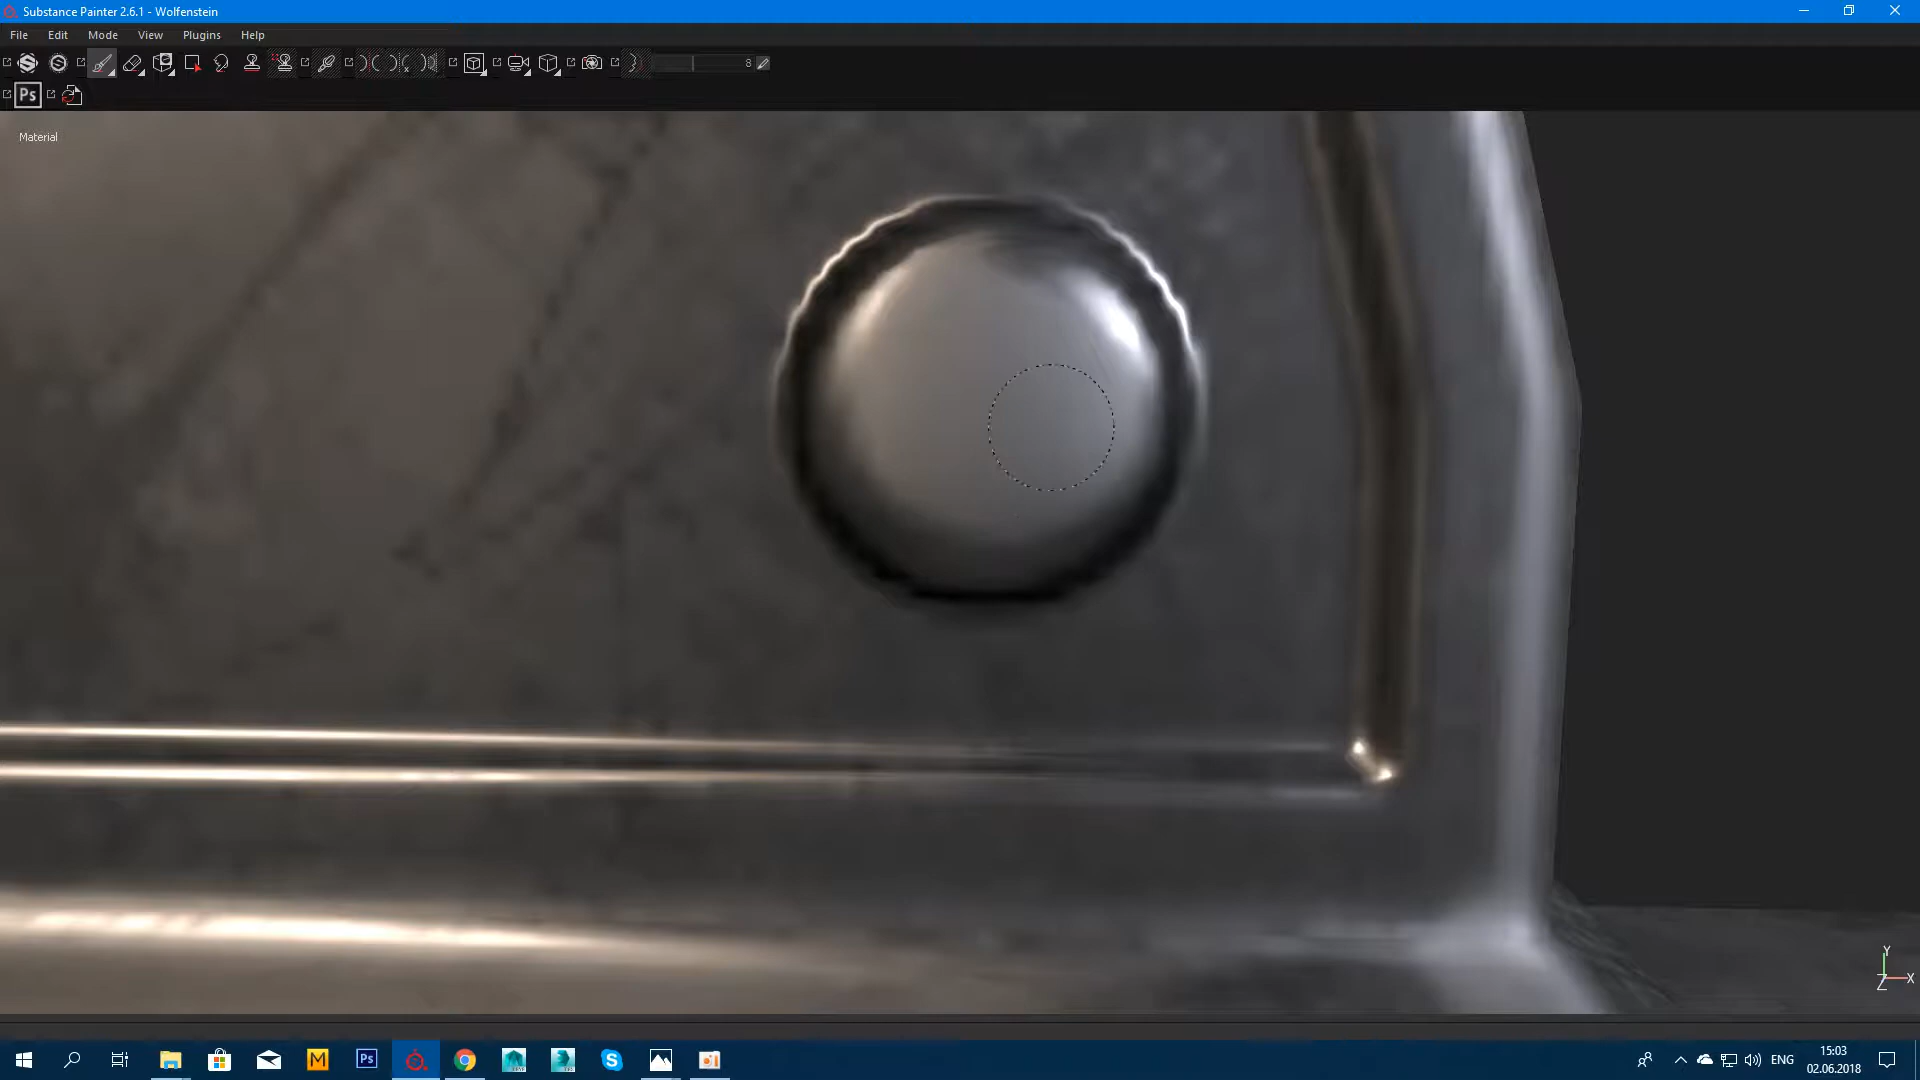 Substance Painter 2.6.1 - Wolfenstein
File Edit Mode View Plugins Help
8
Ps
Material
Y
Z X
M Ps S
ENG
15:03
02.06.2018